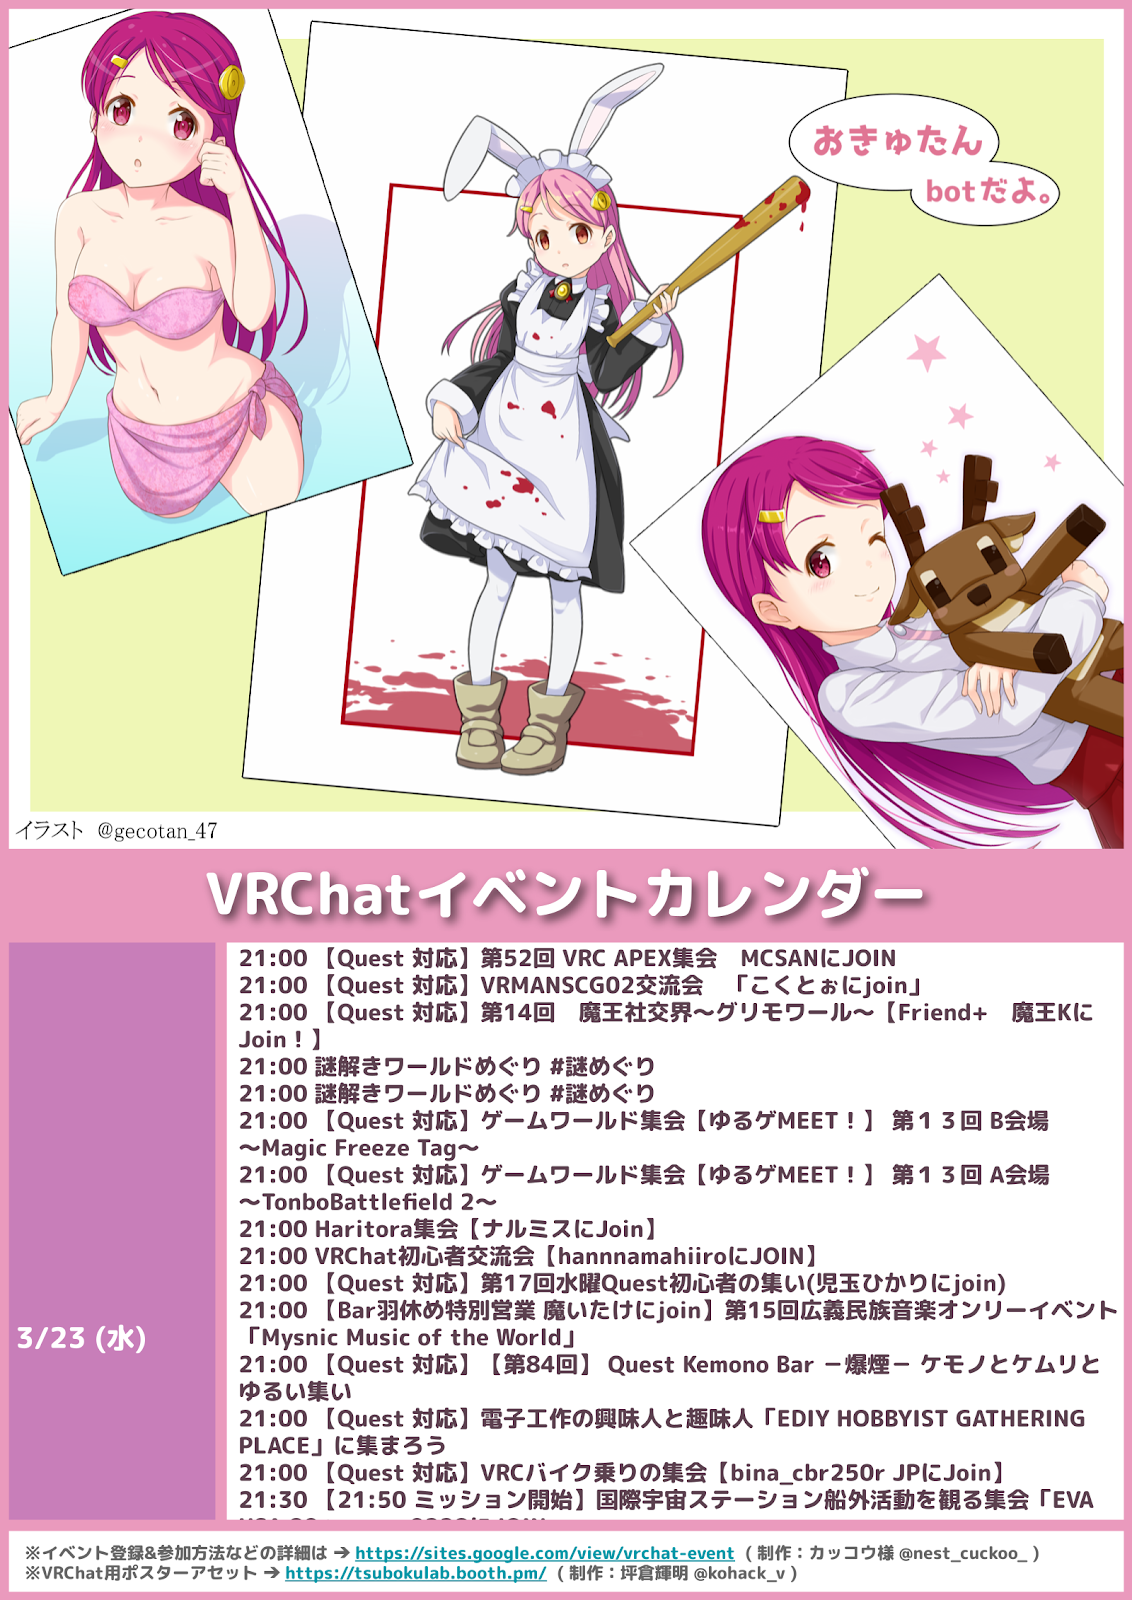 おきゅたん
botだよ。
イラスト @gecotan_47
VRChatイベントカレンダー
3/23 (水)
21:00 【Quest 対応】第52回 VRC APEX集会　MCSANにJOIN
21:00 【Quest 対応】VRMANSCG02交流会　「こくとぉにjoin」
21:00 【Quest 対応】第14回　魔王社交界～グリモワール～【Friend+　魔王Kに
Join！】
21:00 謎解きワールドめぐり #謎めぐり
21:00 謎解きワールドめぐり #謎めぐり
21:00 【Quest 対応】ゲームワールド集会【ゆるゲMEET！】 第１３回 B会場
～Magic Freeze Tag～
21:00 【Quest 対応】ゲームワールド集会【ゆるゲMEET！】 第１３回 A会場
～TonboBattlefield 2～
21:00 Haritora集会【ナルミスにJoin】
21:00 VRChat初心者交流会【hannnamahiiroにJOIN】
21:00 【Quest 対応】第17回水曜Quest初心者の集い(児玉ひかりにjoin)
21:00 【Bar羽休め特別営業 魔いたけにjoin】第15回広義民族音楽オンリーイベント
「Mysnic Music of the World」
21:00 【Quest 対応】【第84回】 Quest Kemono Bar －爆煙－ ケモノとケムリと
ゆるい集い
21:00 【Quest 対応】電子工作の興味人と趣味人「EDIY HOBBYIST GATHERING
PLACE」に集まろう
21:00 【Quest 対応】VRCバイク乗りの集会【bina_cbr250r JPにJoin】
21:30 【21:50 ミッション開始】国際宇宙ステーション船外活動を観る集会「EVA
※イベント登録&参加方法などの詳細は ➔ https://sites.google.com/view/vrchat-event （ 制作：カッコウ様 @nest_cuckoo_ ）
※VRChat用ポスターアセット ➔ https://tsubokulab.booth.pm/ （ 制作：坪倉輝明 @kohack_v ）